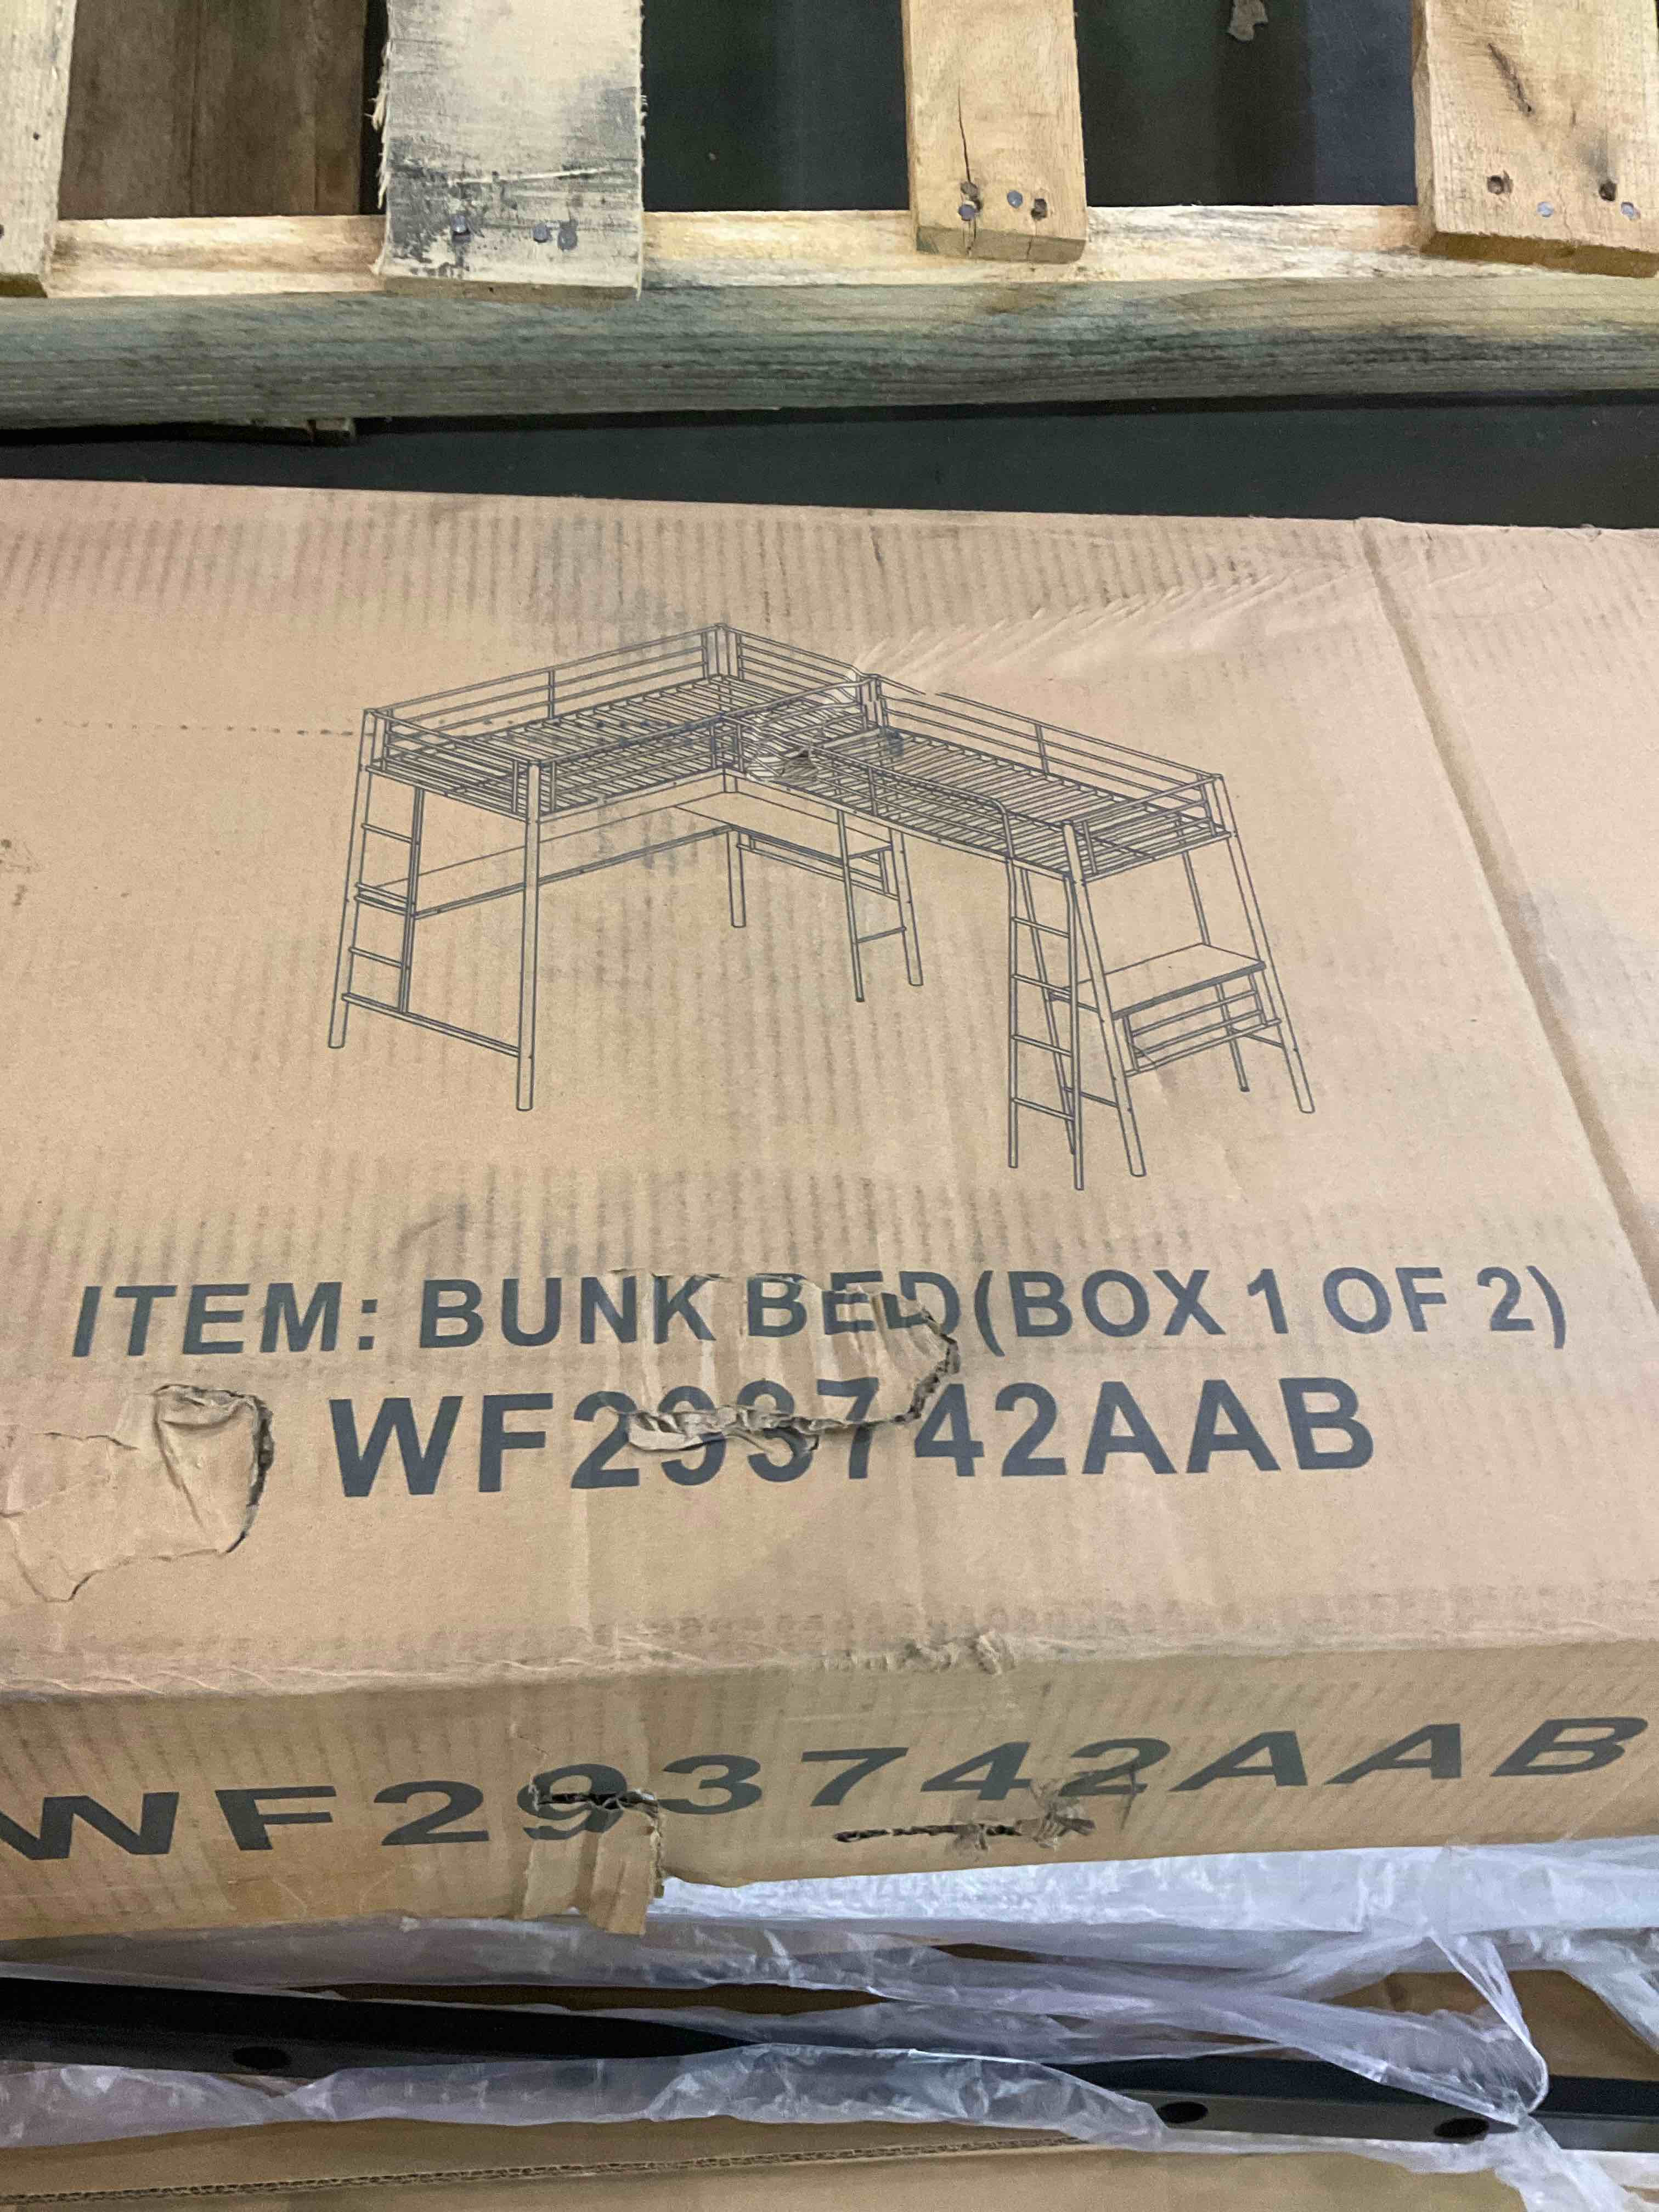 ITEM: BUNK BED(BOX 1 OF 2)
WF293742AAB
WF293742AAB